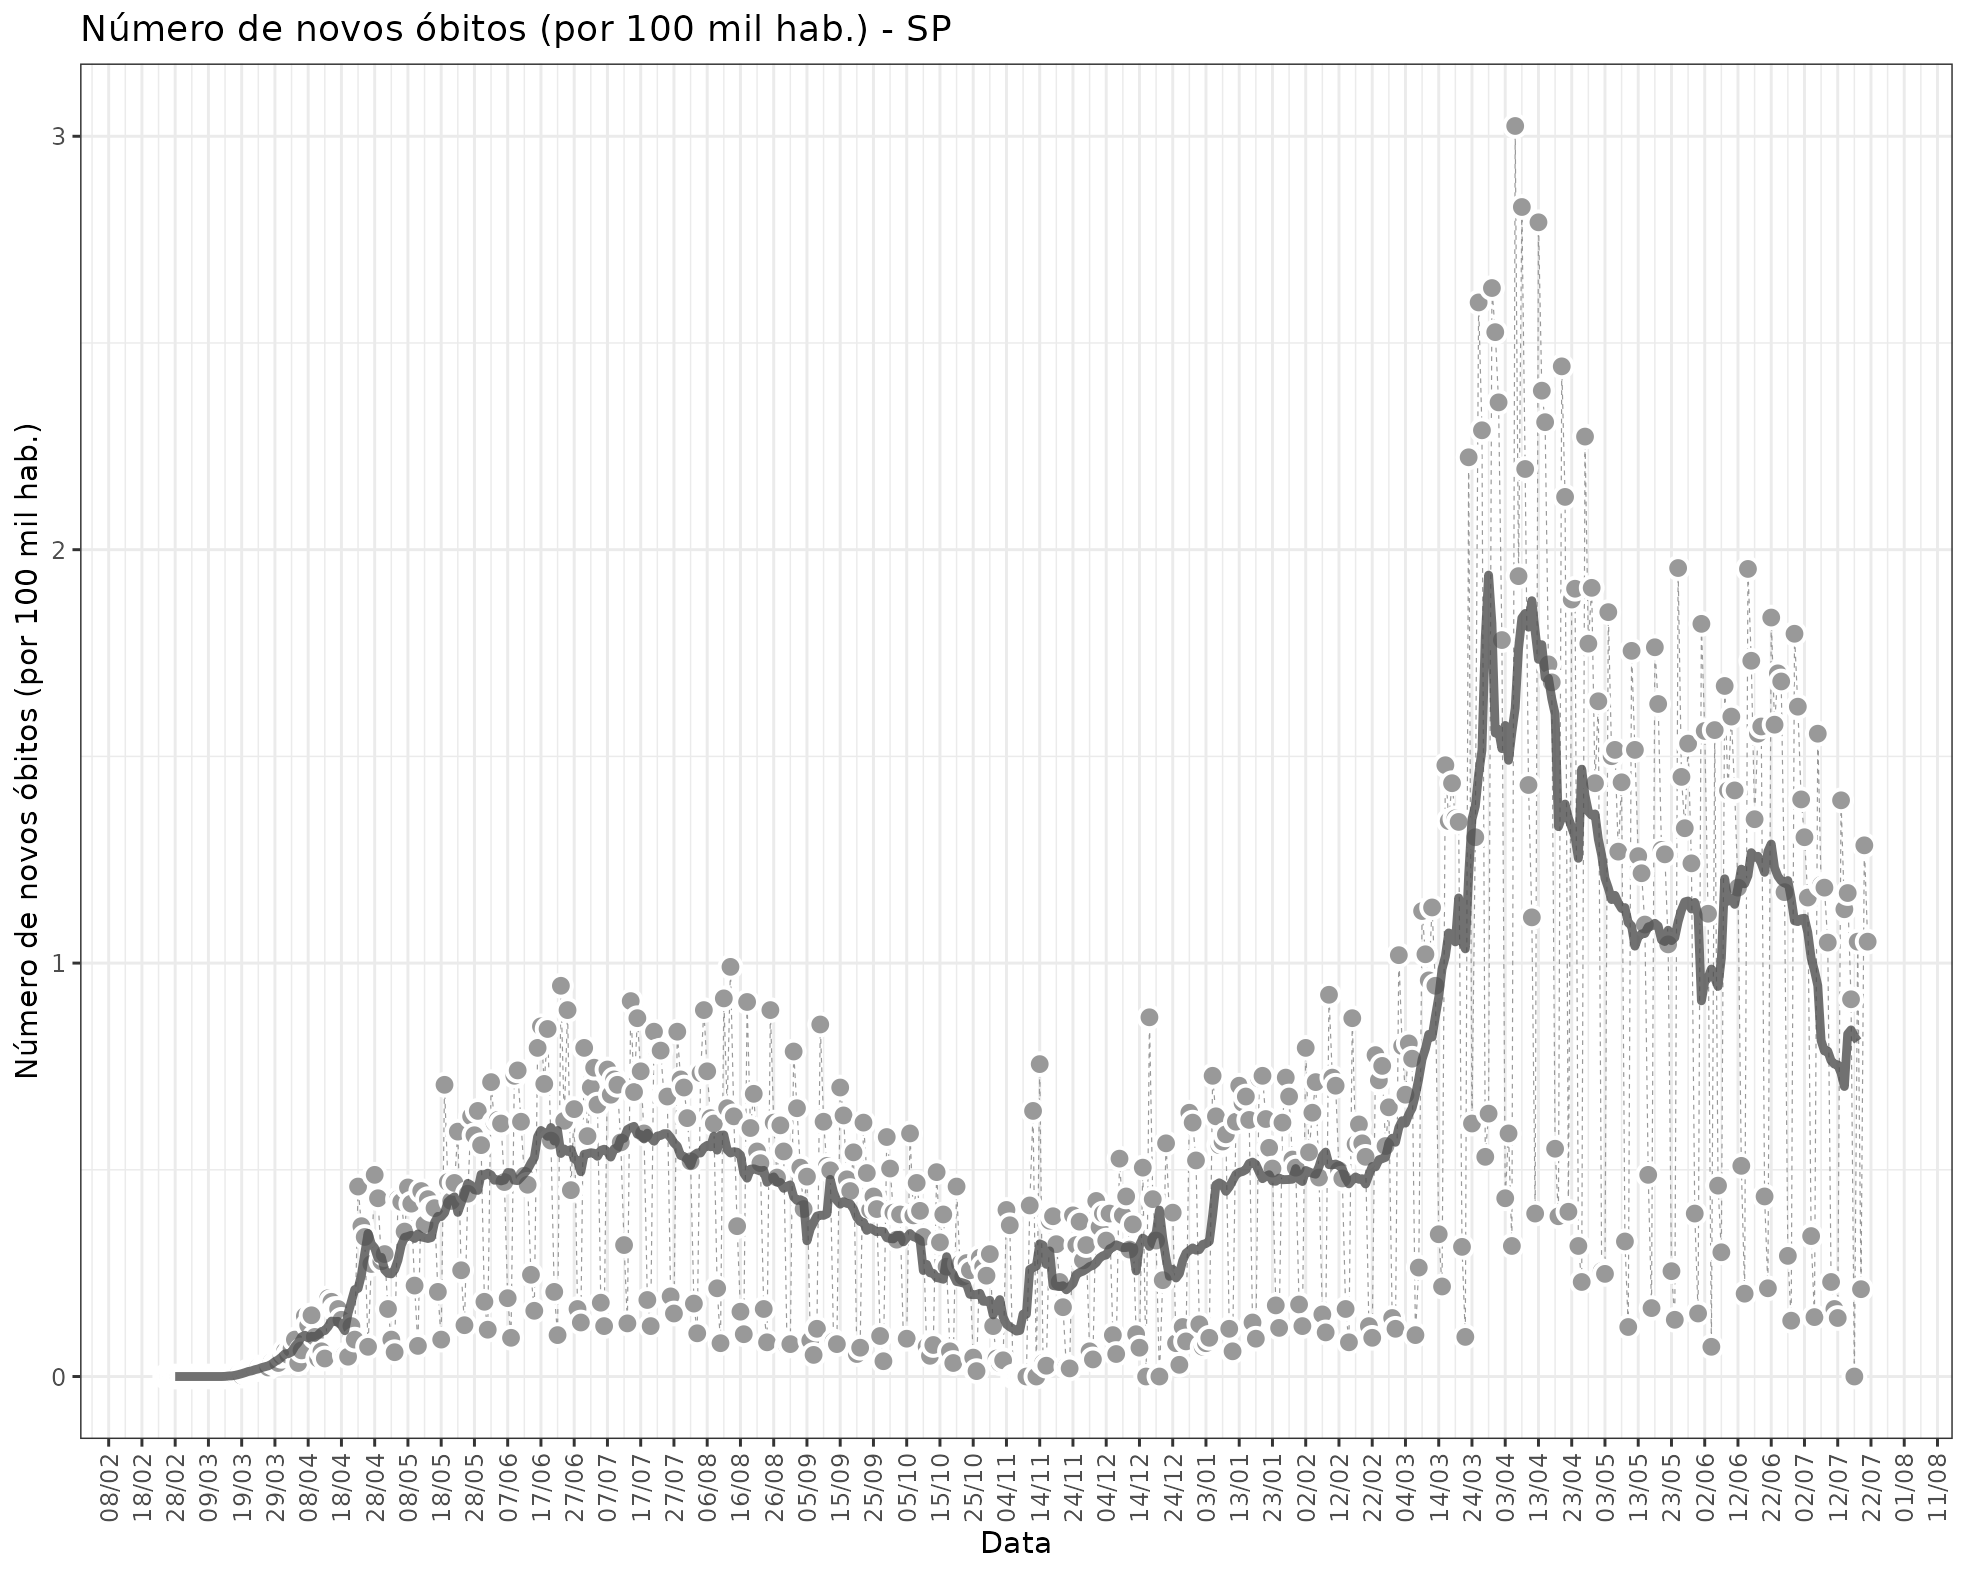 Número de novos óbitos (por 100 mil hab.) - SP
Número de novos óbitos (por 100 mil hab.)
3
2
1
0
08/02 18/02 28/02 09/03 19/03 29/03 08/04 18/04 28/04 08/05 18/05 28/05 07/06 17/06 27/06 07/07 17/07 27/07 06/08 16/08 26/08 05/09 15/09 25/09 05/10 15/10 25/10 04/11 14/11 24/11 04/12 14/12 24/12 03/01 13/01 23/01 02/02 12/02 22/02 04/03 14/03 24/03 03/04 13/04 23/04 03/05 13/05 23/05 02/06 12/06 22/06 02/07 12/07 22/07 01/08 11/08
Data